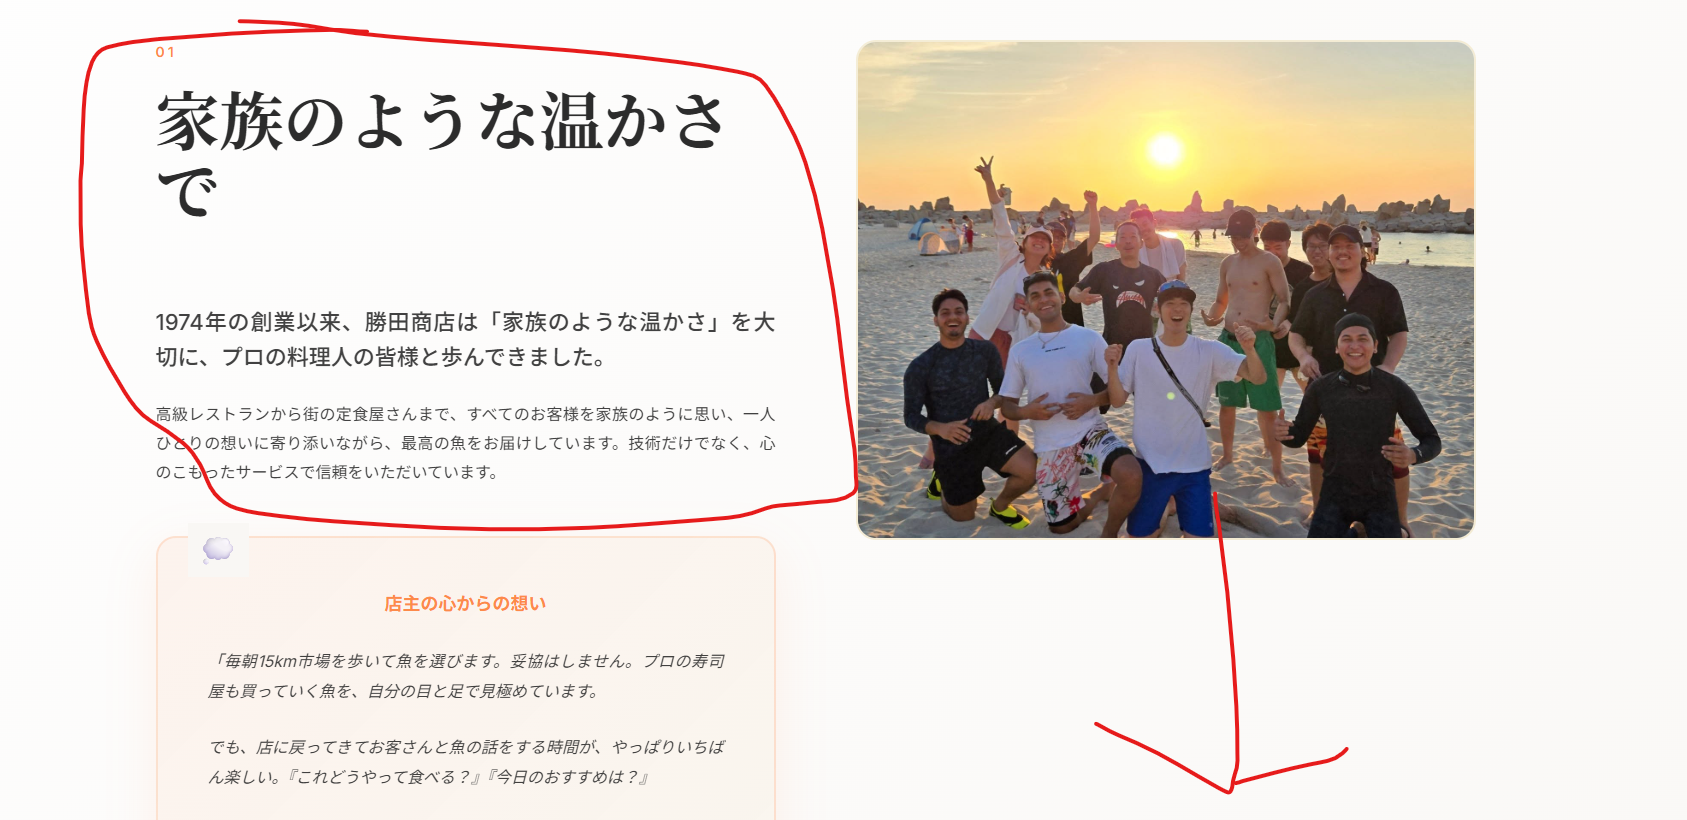 01
家族のような温かさ
で
1974年の創業以来、勝田商店は「家族のような温かさ」を大
切に、プロの料理人の皆様と歩んできました。
高級レストランから街の定食屋さんまで、すべてのお客様を家族のように思い、一人
ひとりの想いに寄り添いながら、最高の魚をお届けしています。技術だけでなく、心
のこもったサービスで信頼をいただいています。
店主の心からの想い
「毎朝15km市場を歩いて魚を選びます。妥協はしません。プロの寿司
屋も買っていく魚を、自分の目と足で見極めています。
でも、店に戻ってきてお客さんと魚の話をする時間が、やっぱりいちば
ん楽しい。『これどうやって食べる？』『今日のおすすめは？』